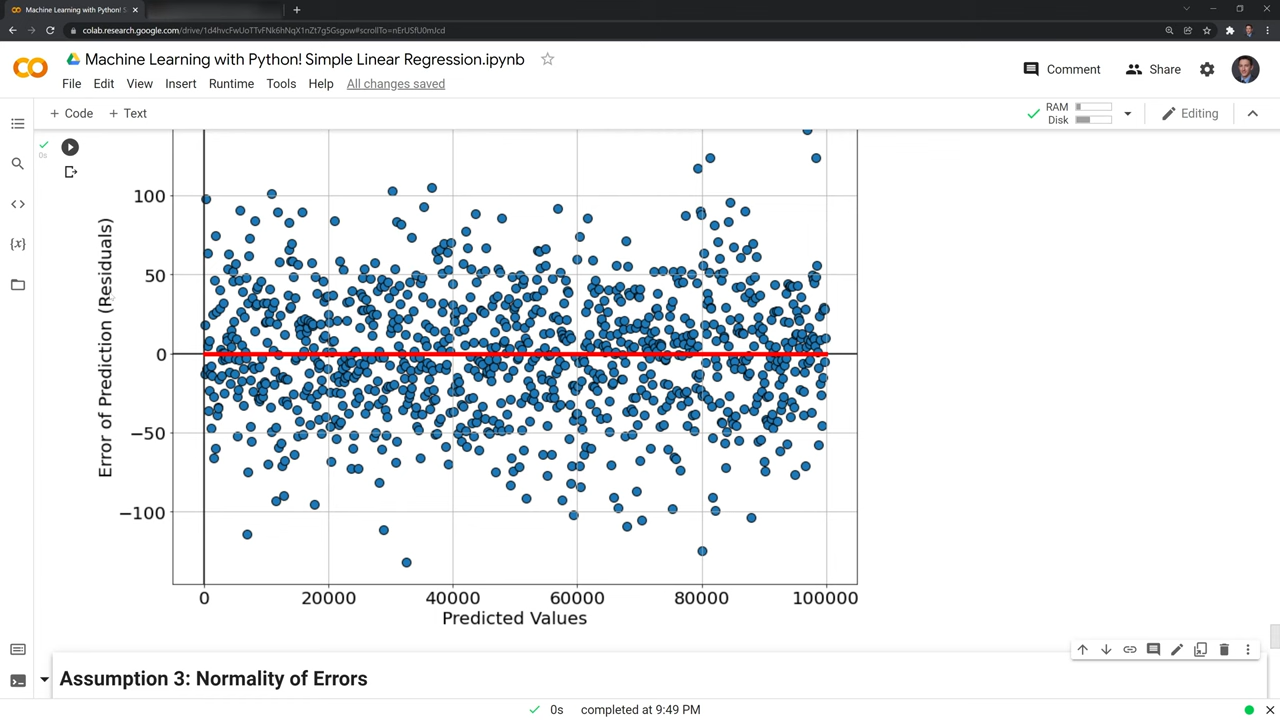 Machine Learning with Python! Sim
colab.research.google.com/drive/1d4hvcFwUoTTvFNk6hNqX1nZt7g5Gsgow#scrollTo=nErUSfU0mJcd
Machine Learning with Python! Simple Linear Regression.ipynb
Comment
Share
File Edit View Insert Runtime Tools Help All changes saved
+ Code + Text
RAM
Disk
Editing
0s
100
50
0
−50
−100
Error of Prediction (Residuals)
0 20000 40000 60000 80000 100000
Predicted Values
Assumption 3: Normality of Errors
0s completed at 9:49 PM